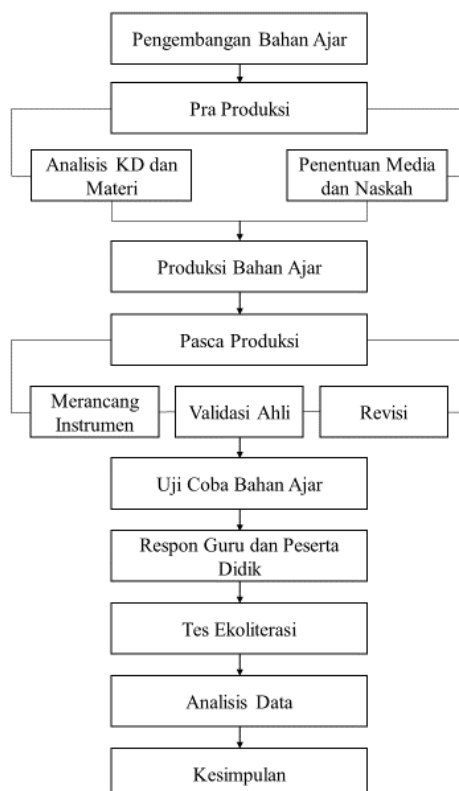 Pengembangan Bahan Ajar
Pra Produksi
Analisis KD dan
Materi
Penentuan Media
dan Naskah
Produksi Bahan Ajar
Pasca Produksi
Merancang
Instrumen
Validasi Ahli
Revisi
Uji Coba Bahan Ajar
Respon Guru dan Peserta
Didik
Tes Ekoliterasi
Analisis Data
Kesimpulan